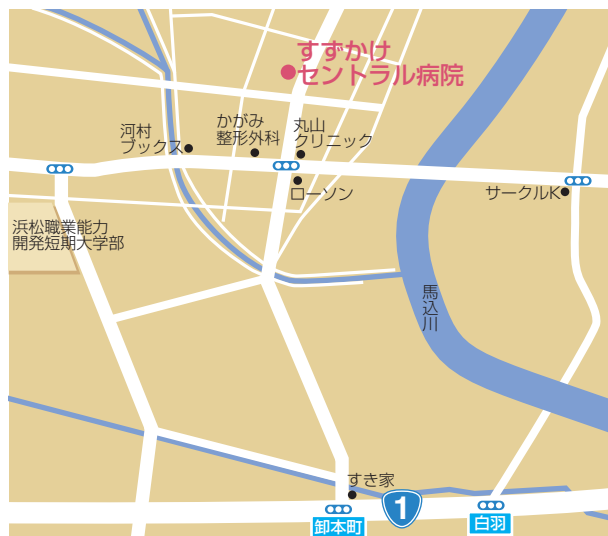 すずかけ
セントラル病院
かがみ
整形外科
丸山
クリニック
河村
ブックス
ローソン
サークルK
浜松職業能力
開発短期大学部
馬込川
すき家
1
卸本町
白羽